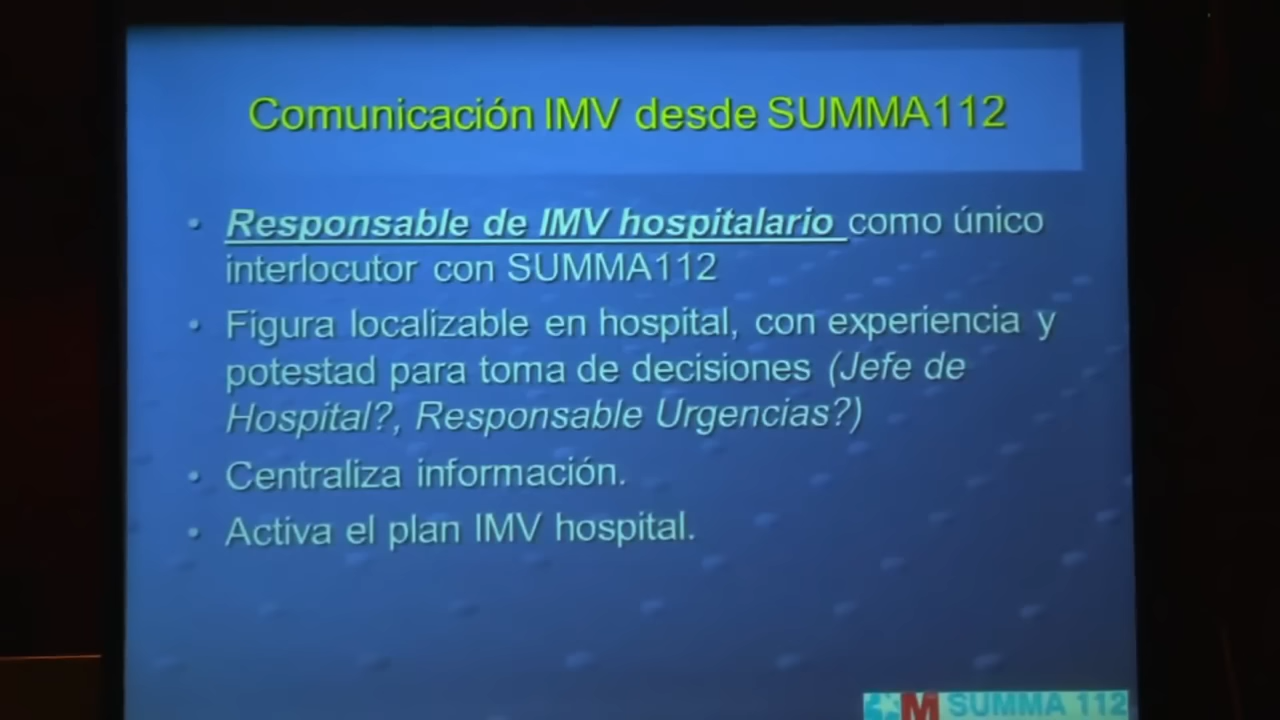 Comunicación IMV desde SUMMA112
• Responsable de IMV hospitalario como único
interlocutor con SUMMA112
• Figura localizable en hospital, con experiencia y
potestad para toma de decisiones (Jefe de
Hospital?, Responsable Urgencias?)
• Centraliza información.
• Activa el plan IMV hospital.
M SUMMA 112